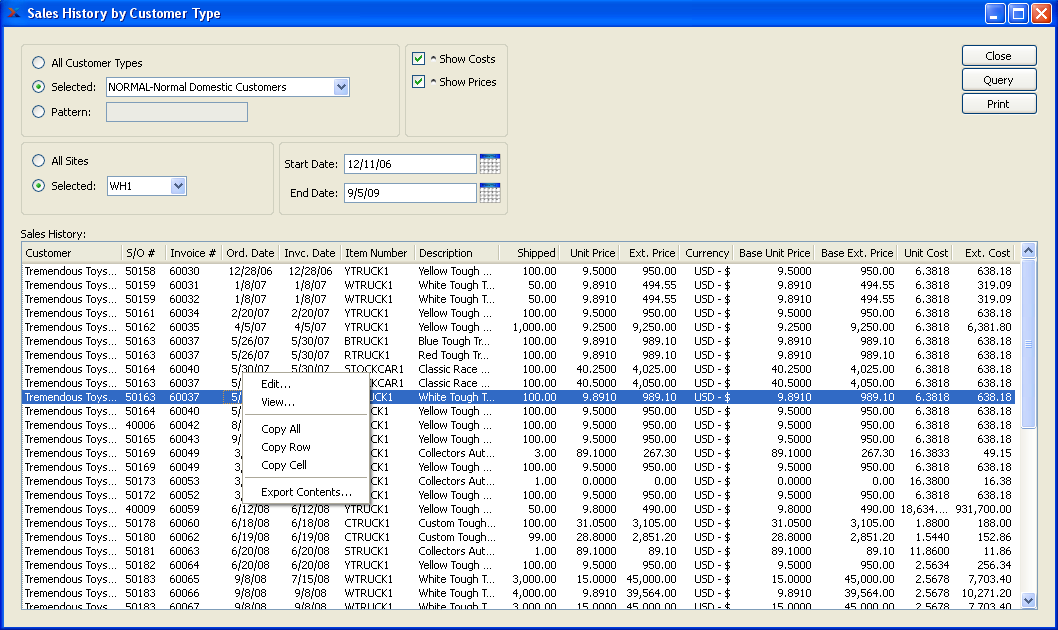 Sales History by Customer Type
All Customer Types
Selected: NORMAL-Normal Domestic Customers
Pattern:
^ Show Costs
^ Show Prices
Close
Query
Print
All Sites
Selected: WH1
Start Date: 12/11/06
End Date: 9/5/09
Sales History:
Customer S/O # Invoice # Ord. Date Invc. Date Item Number Description Shipped Unit Price Ext. Price Currency Base Unit Price Base Ext. Price Unit Cost Ext. Cost
Tremendous Toys... 50158 60030 12/28/06 12/28/06 YTRUCK1 Yellow Tough ... 100.00 9.5000 950.00 USD - $ 9.5000 950.00 6.3818 638.18
Tremendous Toys... 50159 60031 1/8/07 1/8/07 WTRUCK1 White Tough T... 50.00 9.8910 494.55 USD - $ 9.8910 494.55 6.3818 319.09
Tremendous Toys... 50159 60032 1/8/07 1/8/07 WTRUCK1 White Tough T... 50.00 9.8910 494.55 USD - $ 9.8910 494.55 6.3818 319.09
Tremendous Toys... 50161 60034 2/20/07 2/20/07 YTRUCK1 Yellow Tough ... 100.00 9.5000 950.00 USD - $ 9.5000 950.00 6.3818 638.18
Tremendous Toys... 50162 60035 4/5/07 4/5/07 YTRUCK1 Yellow Tough ... 1,000.00 9.2500 9,250.00 USD - $ 9.2500 9,250.00 6.3818 6,381.80
Tremendous Toys... 50163 60037 5/26/07 5/30/07 BTRUCK1 Blue Tough Tr... 100.00 9.8910 989.10 USD - $ 9.8910 989.10 6.3818 638.18
Tremendous Toys... 50163 60037 5/26/07 5/30/07 RTRUCK1 Red Tough Tr... 100.00 9.8910 989.10 USD - $ 9.8910 989.10 6.3818 638.18
Tremendous Toys... 50164 60040 5/30/07 5/30/07 STOCKCAR1 Classic Race ... 100.00 40.2500 4,025.00 USD - $ 40.2500 4,025.00 6.3818 638.18
Tremendous Toys... 50163 60037 5/ CKCAR1 Classic Race ... 100.00 40.5000 4,050.00 USD - $ 40.5000 4,050.00 6.3818 638.18
Tremendous Toys... 50163 60037 5/ CK1 White Tough T... 100.00 9.8910 989.10 USD - $ 9.8910 989.10 6.3818 638.18
Tremendous Toys... 50164 60040 5/ CK1 Yellow Tough ... 100.00 9.5000 950.00 USD - $ 9.5000 950.00 6.3818 638.18
Tremendous Toys... 40006 60042 8/ CK1 Yellow Tough ... 100.00 9.5000 950.00 USD - $ 9.5000 950.00 6.3818 638.18
Tremendous Toys... 50165 60043 9/ CK1 Yellow Tough ... 100.00 9.5000 950.00 USD - $ 9.5000 950.00 6.3818 638.18
Tremendous Toys... 50169 60049 3/ CK1 Collectors Aut... 3.00 89.1000 267.30 USD - $ 89.1000 267.30 16.3833 49.15
Tremendous Toys... 50169 60049 3/ CK1 Yellow Tough ... 100.00 9.5000 950.00 USD - $ 9.5000 950.00 6.3818 638.18
Tremendous Toys... 50173 60053 3/ CK1 Collectors Aut... 1.00 0.0000 0.00 USD - $ 0.0000 0.00 16.3800 16.38
Tremendous Toys... 50172 60052 5/ CK1 Yellow Tough ... 100.00 9.5000 950.00 USD - $ 9.5000 950.00 6.3818 638.18
Tremendous Toys... 40009 60059 6/12/08 6/12/08 YTRUCK1 Yellow Tough ... 50.00 9.8000 490.00 USD - $ 9.8000 490.00 18,634.... 931,700.00
Tremendous Toys... 50178 60060 6/18/08 6/18/08 CTRUCK1 Custom Tough... 100.00 31.0500 3,105.00 USD - $ 31.0500 3,105.00 1.8800 188.00
Tremendous Toys... 50180 60062 6/19/08 6/19/08 CTRUCK1 Custom Tough... 99.00 28.8000 2,851.20 USD - $ 28.8000 2,851.20 1.5440 152.86
Tremendous Toys... 50181 60063 6/20/08 6/20/08 STRUCK1 Collectors Aut... 1.00 89.1000 89.10 USD - $ 89.1000 89.10 11.8600 11.86
Tremendous Toys... 50182 60064 6/20/08 6/20/08 YTRUCK1 Yellow Tough ... 100.00 9.5000 950.00 USD - $ 9.5000 950.00 2.5634 256.34
Tremendous Toys... 50183 60065 9/8/08 7/15/08 WTRUCK1 White Tough T... 3,000.00 15.0000 45,000.00 USD - $ 15.0000 45,000.00 2.5678 7,703.40
Tremendous Toys... 50183 60066 9/8/08 9/8/08 WTRUCK1 White Tough T... 4,000.00 9.8910 39,564.00 USD - $ 9.8910 39,564.00 2.5678 10,271.20
Tremendous Toys... 50183 60067 9/8/08 9/8/08 WTRUCK1 White Tough T... 3,000.00 15.0000 45,000.00 USD - $ 15.0000 45,000.00 2.5678 7,703.40
Edit...
View...
Copy All
Copy Row
Copy Cell
Export Contents...